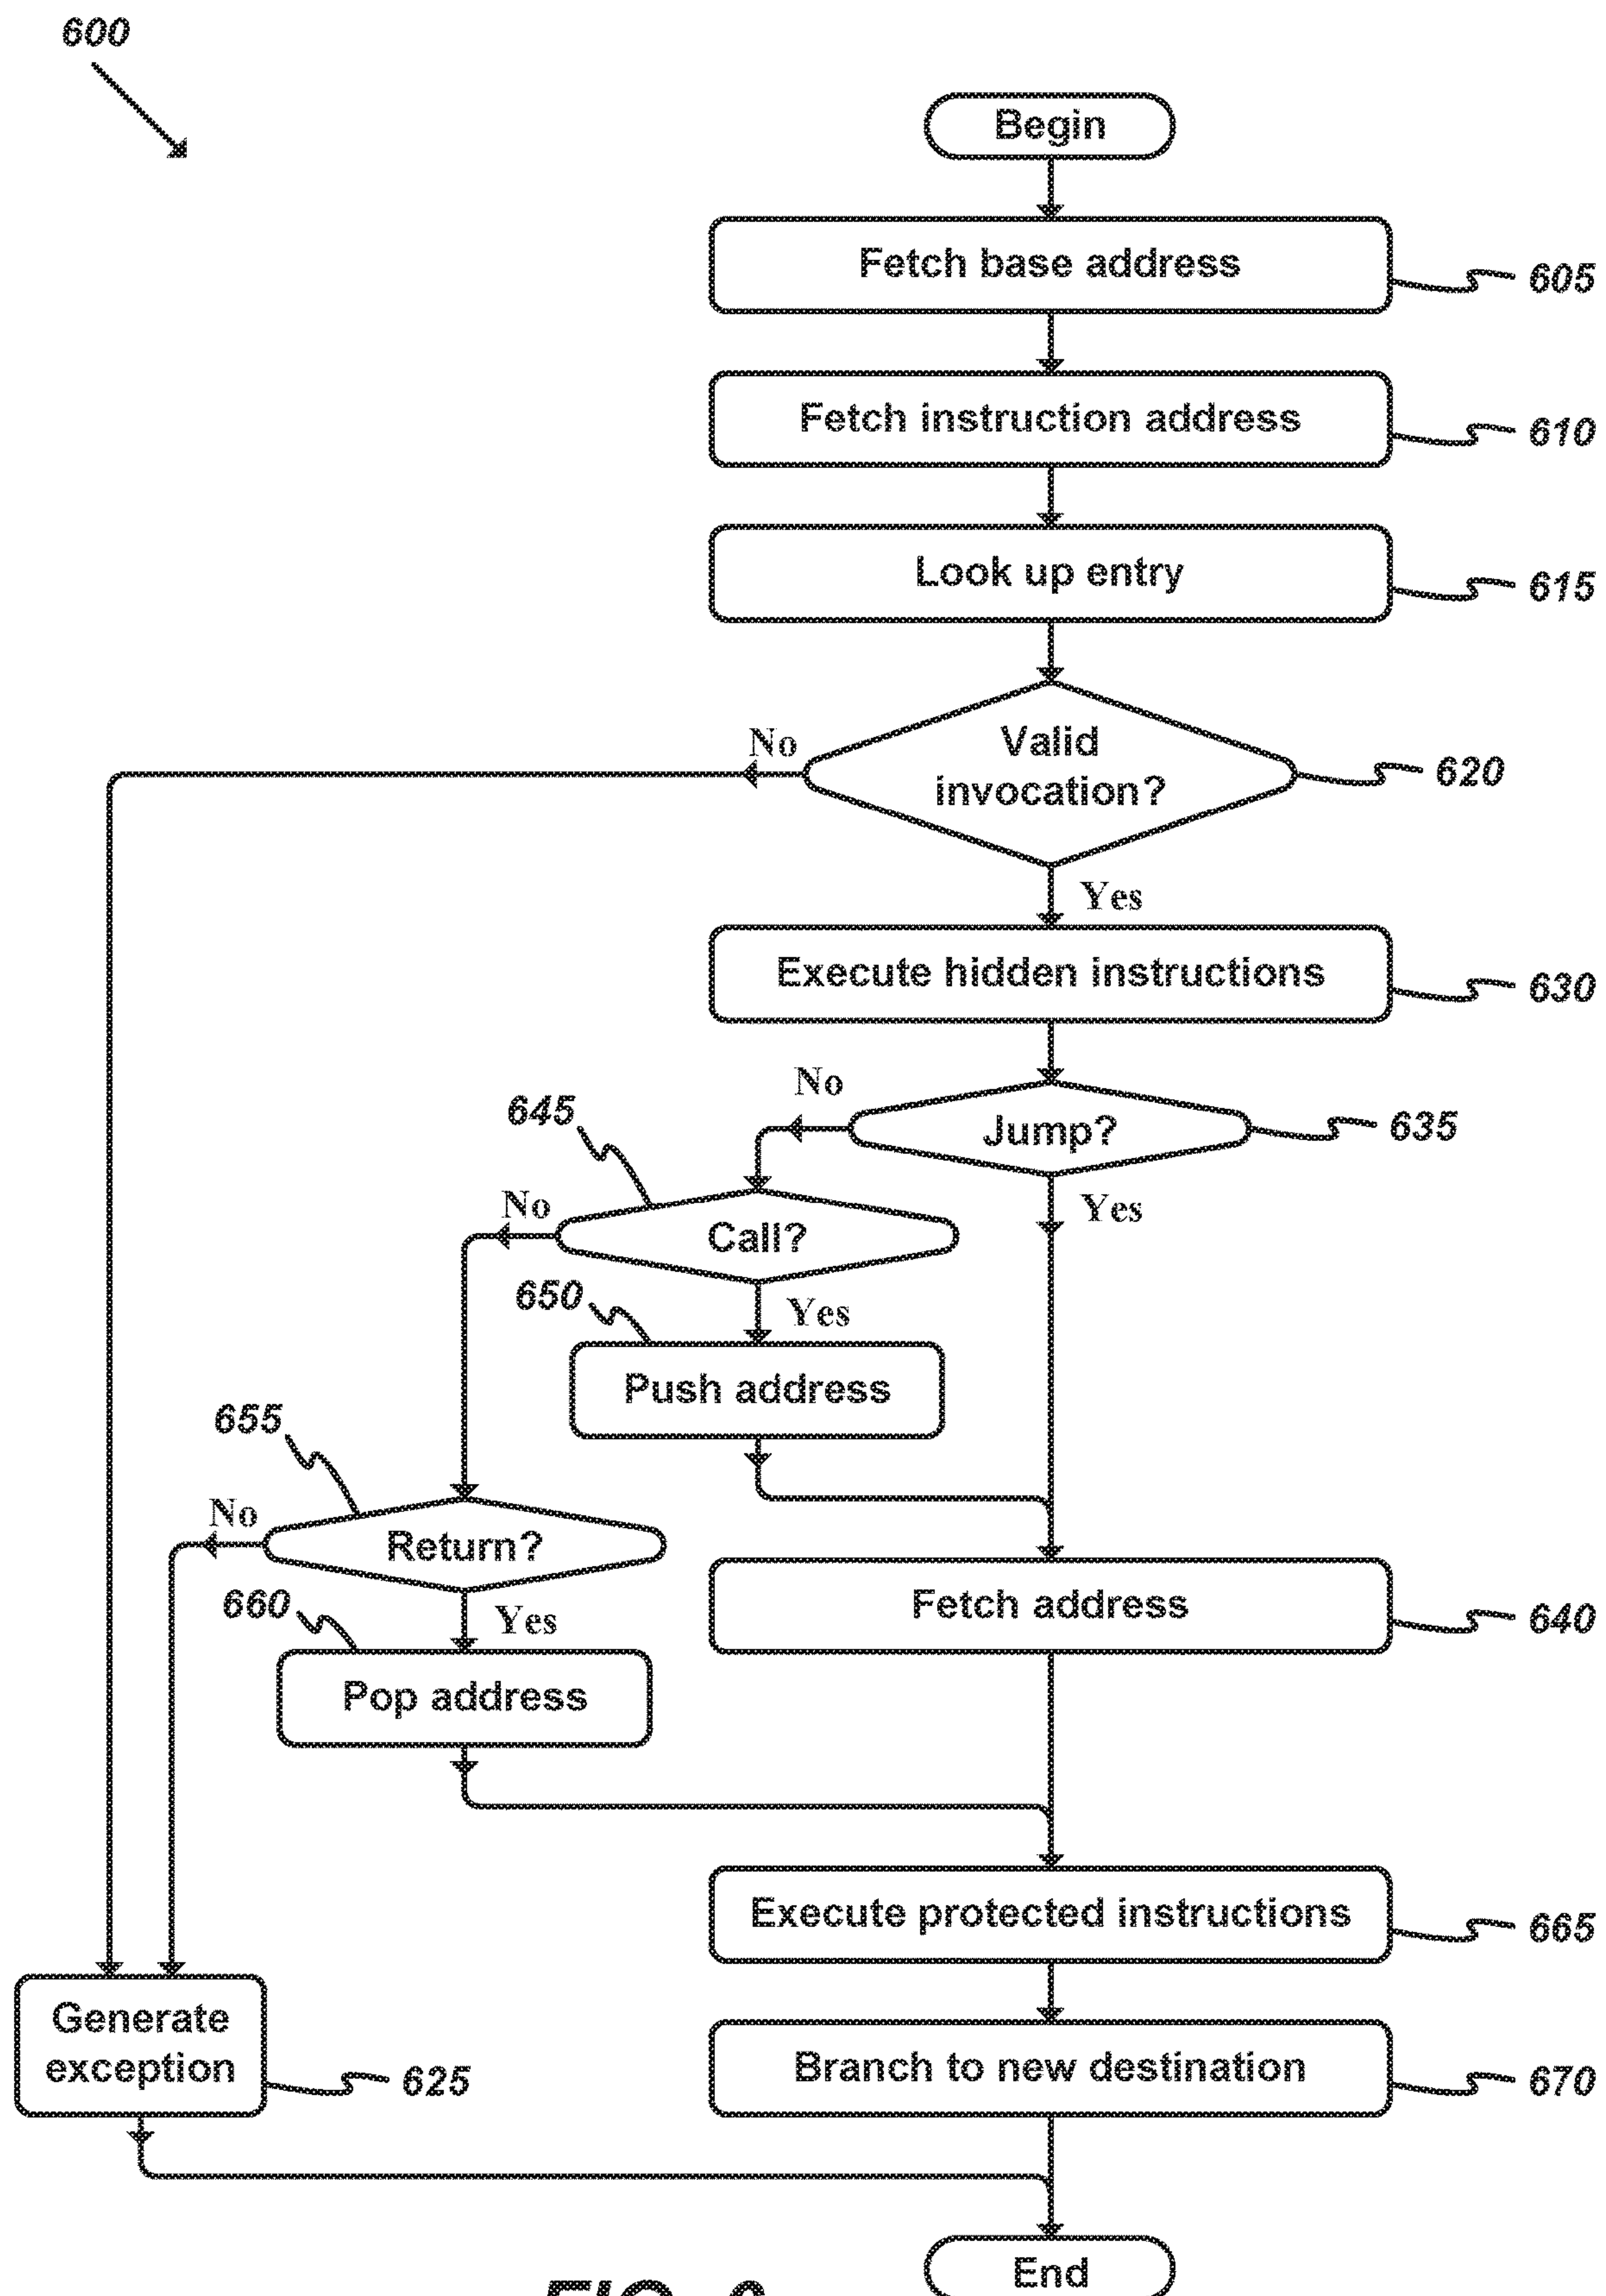 600
Begin
Fetch base address
605
Fetch instruction address
610
Look up entry
615
No
Valid
invocation?
620
Yes
Execute hidden instructions
630
No
645
Jump?
635
No
Call?
Yes
650
Yes
Push address
655
No
Return?
660
Yes
Fetch address
640
Pop address
Execute protected instructions
665
Generate
exception
625
Branch to new destination
670
End